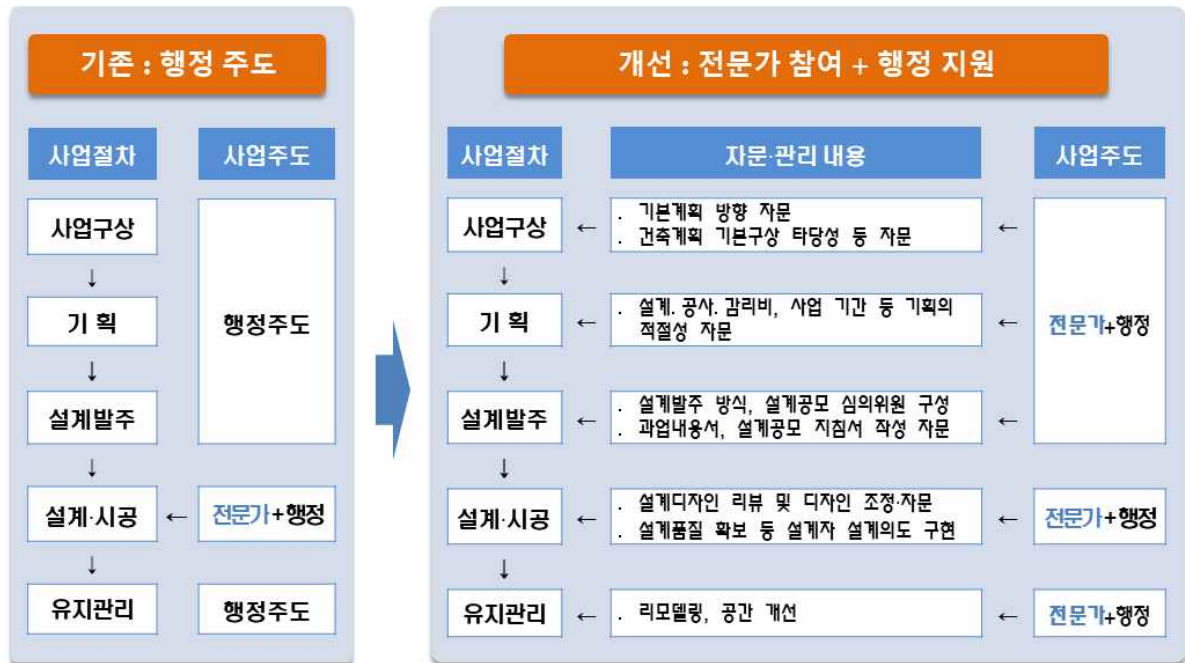 기존 : 행정 주도
사업절차
사업주도
사업구상
↓
기 획
↓
설계발주
↓
설계·시공
↓
유지관리
행정주도
← 전문가+행정
행정주도
개선 : 전문가 참여 + 행정 지원
사업절차
자문·관리 내용
사업주도
사업구상
←
. 기본계획 방향 자문
. 건축계획 기본구상 타당성 등 자문
←
↓
기 획
←
. 설계.공사.감리비, 사업 기간 등 기획의
적절성 자문
←
전문가+행정
↓
설계발주
←
. 설계발주 방식, 설계공모 심의위원 구성
. 과업내용서, 설계공모 지침서 작성 자문
←
↓
설계·시공
←
. 설계디자인 리뷰 및 디자인 조정·자문
. 설계품질 확보 등 설계자 설계의도 구현
←
전문가+행정
↓
유지관리
←
. 리모델링, 공간 개선
←
전문가+행정